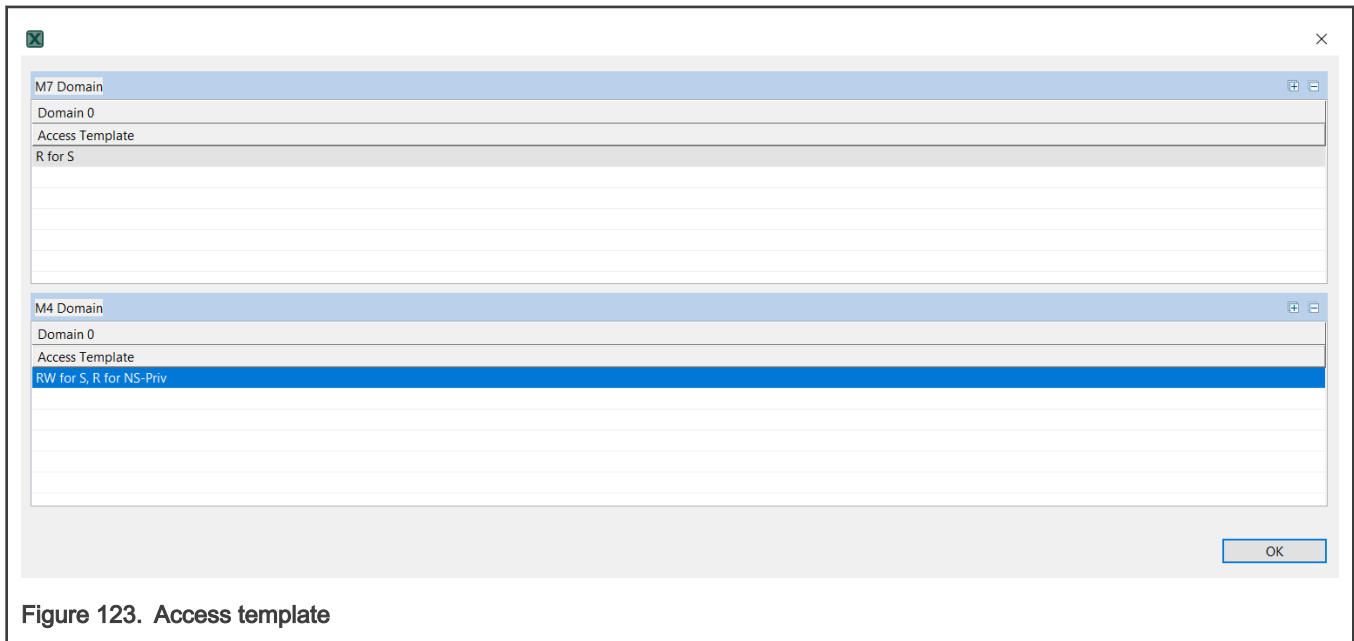 M7 Domain
Domain 0
Access Template
R for S
M4 Domain
Domain 0
Access Template
RW for S, R for NS-Priv
OK
Figure 123. Access template